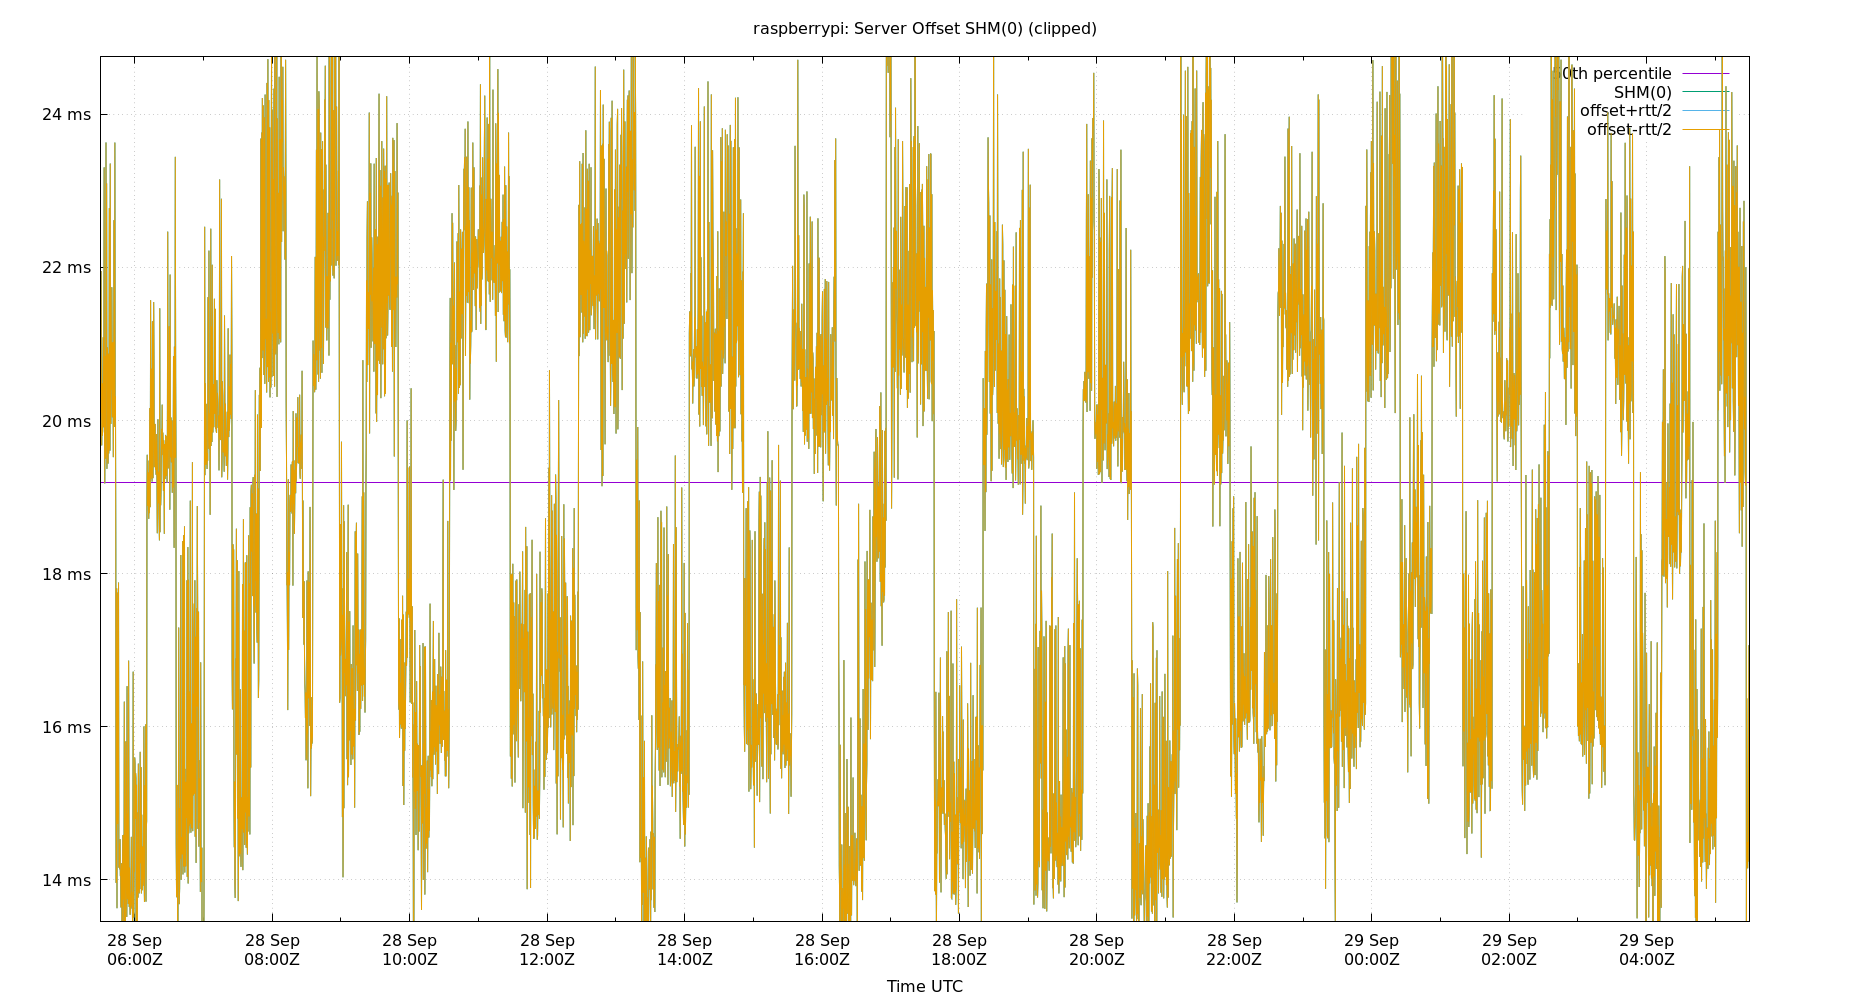 raspberrypi: Server Offset SHM(0) (clipped)
50th percentile
SHM(0)
offset+rtt/2
offset-rtt/2
24 ms
22 ms
20 ms
18 ms
16 ms
14 ms
28 Sep 28 Sep 28 Sep 28 Sep 28 Sep 28 Sep 28 Sep 28 Sep 28 Sep 29 Sep 29 Sep 29 Sep
06:00Z 08:00Z 10:00Z 12:00Z 14:00Z 16:00Z 18:00Z 20:00Z 22:00Z 00:00Z 02:00Z 04:00Z
Time UTC